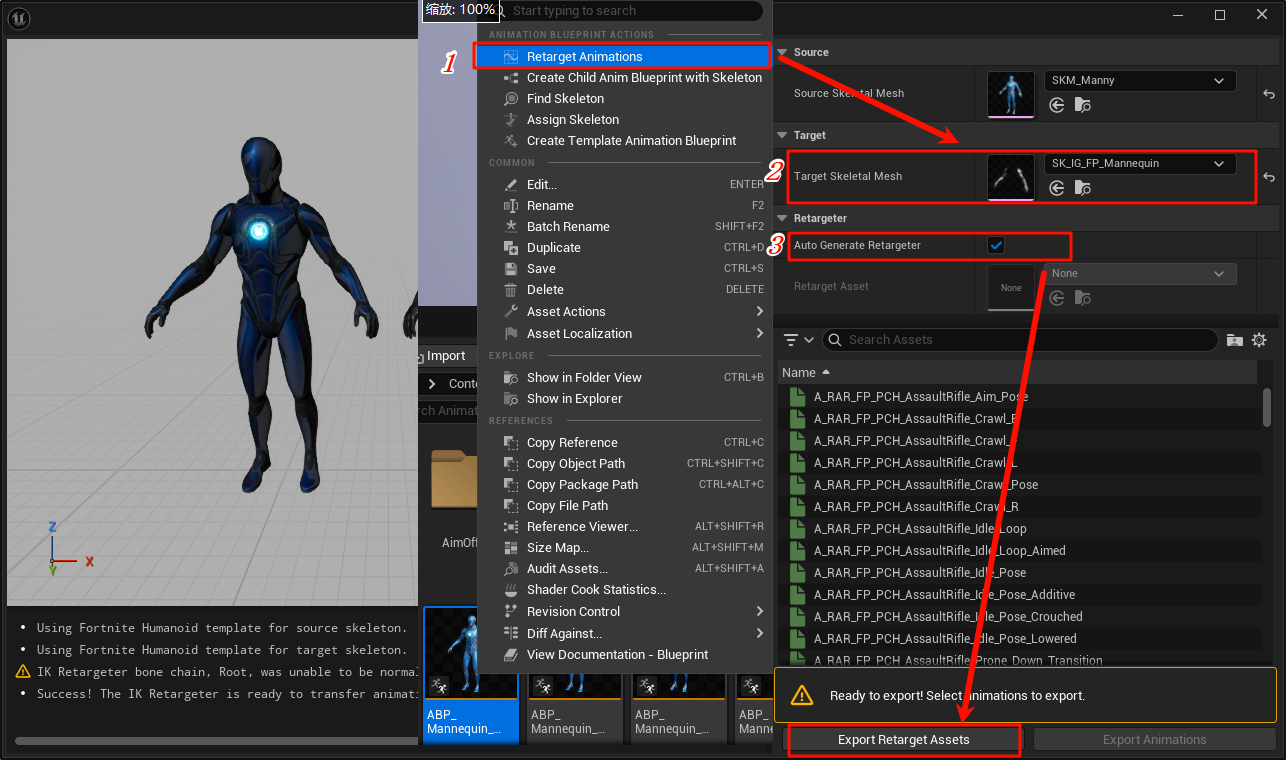 缩放: 100%
Start typing to search
ANIMATION BLUEPRINT ACTIONS
1
Retarget Animations
Create Child Anim Blueprint with Skeleton
Find Skeleton
Assign Skeleton
Create Template Animation Blueprint
COMMON
Edit... ENTER
Rename F2
Batch Rename SHIFT+F2
Duplicate CTRL+D
Save CTRL+S
Delete DELETE
Asset Actions
Asset Localization
EXPLORE
Show in Folder View CTRL+B
Show in Explorer
REFERENCES
Copy Reference CTRL+C
Copy Object Path CTRL+SHIFT+C
Copy Package Path CTRL+ALT+C
Copy File Path
Reference Viewer... ALT+SHIFT+R
Size Map... ALT+SHIFT+M
Audit Assets... ALT+SHIFT+A
Shader Cook Statistics...
Revision Control
Diff Against...
View Documentation - Blueprint
Import
Conte
rch Animat
AimOf
ABP_
Mannequin_...
ABP_
Mannequin_...
ABP_
Mannequin_...
ABP_
Mannequin_...
Z
X
Y
• Using Fortnite Humanoid template for source skeleton.
• Using Fortnite Humanoid template for target skeleton.
IK Retargeter bone chain, Root, was unable to be normal
• Success! The IK Retargeter is ready to transfer animati
Source
Source Skeletal Mesh
SKM_Manny
Target
2
Target Skeletal Mesh
SK_IG_FP_Mannequin
Retargeter
3
Auto Generate Retargeter
Retarget Asset
None
None
Search Assets
Name
A_RAR_FP_PCH_AssaultRifle_Aim_Pose
A_RAR_FP_PCH_AssaultRifle_Crawl_
A_RAR_FP_PCH_AssaultRifle_Crawl_
A_RAR_FP_PCH_AssaultRifle_Crawl_L
A_RAR_FP_PCH_AssaultRifle_Crawl_Pose
A_RAR_FP_PCH_AssaultRifle_Crawl_R
A_RAR_FP_PCH_AssaultRifle_Idle_Loop
A_RAR_FP_PCH_AssaultRifle_Idle_Loop_Aimed
A_RAR_FP_PCH_AssaultRifle_Idle_Pose
A_RAR_FP_PCH_AssaultRifle_Idle_Pose_Additive
A_RAR_FP_PCH_AssaultRifle_Idle_Pose_Crouched
A_RAR_FP_PCH_AssaultRifle_Idle_Pose_Lowered
A_RAR_FP_PCH_AssaultRifle_Prone_Down_Transition
Ready to export! Select animations to export.
Export Retarget Assets
Export Animations